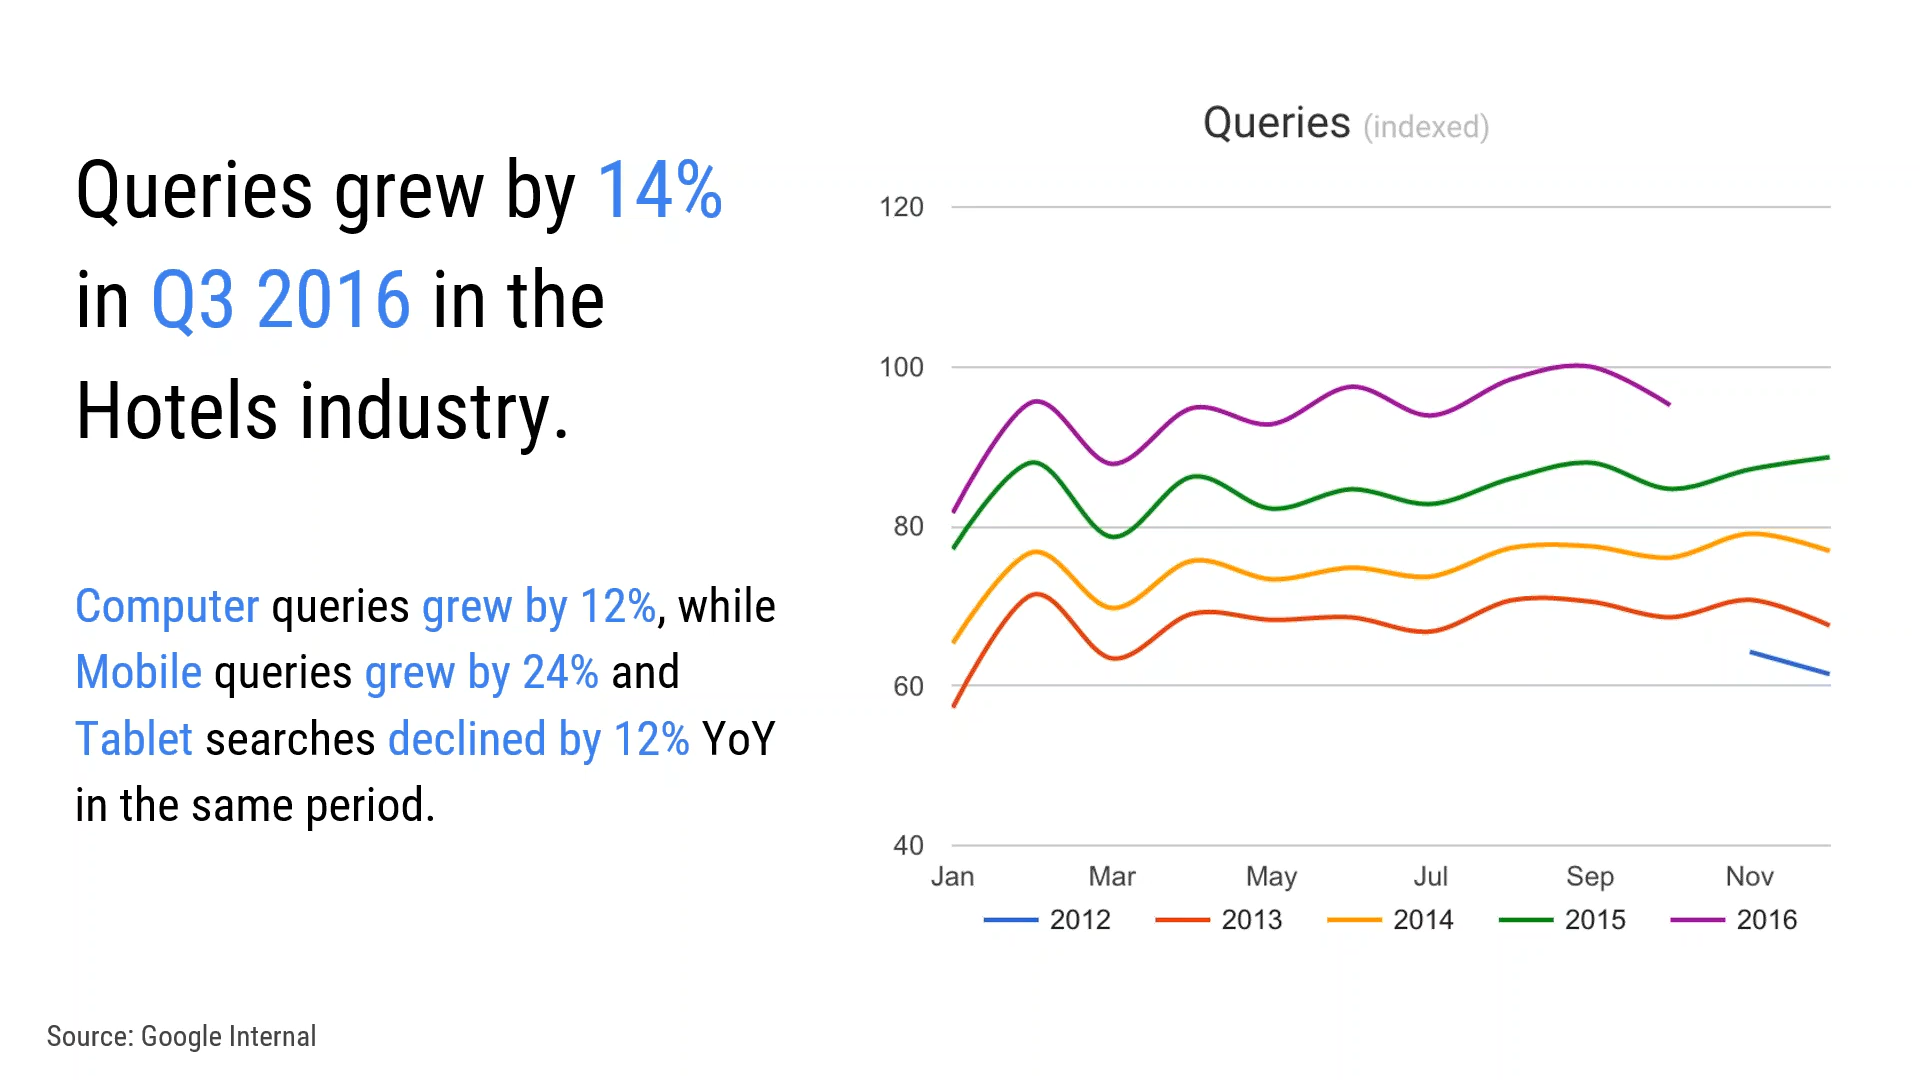 Queries grew by 14%
in Q3 2016 in the
Hotels industry.
Computer queries grew by 12%, while
Mobile queries grew by 24% and
Tablet searches declined by 12% YoY
in the same period.
Source: Google Internal
Queries (indexed)
120
100
80
60
40
Jan Mar May Jul Sep Nov
2012 2013 2014 2015 2016